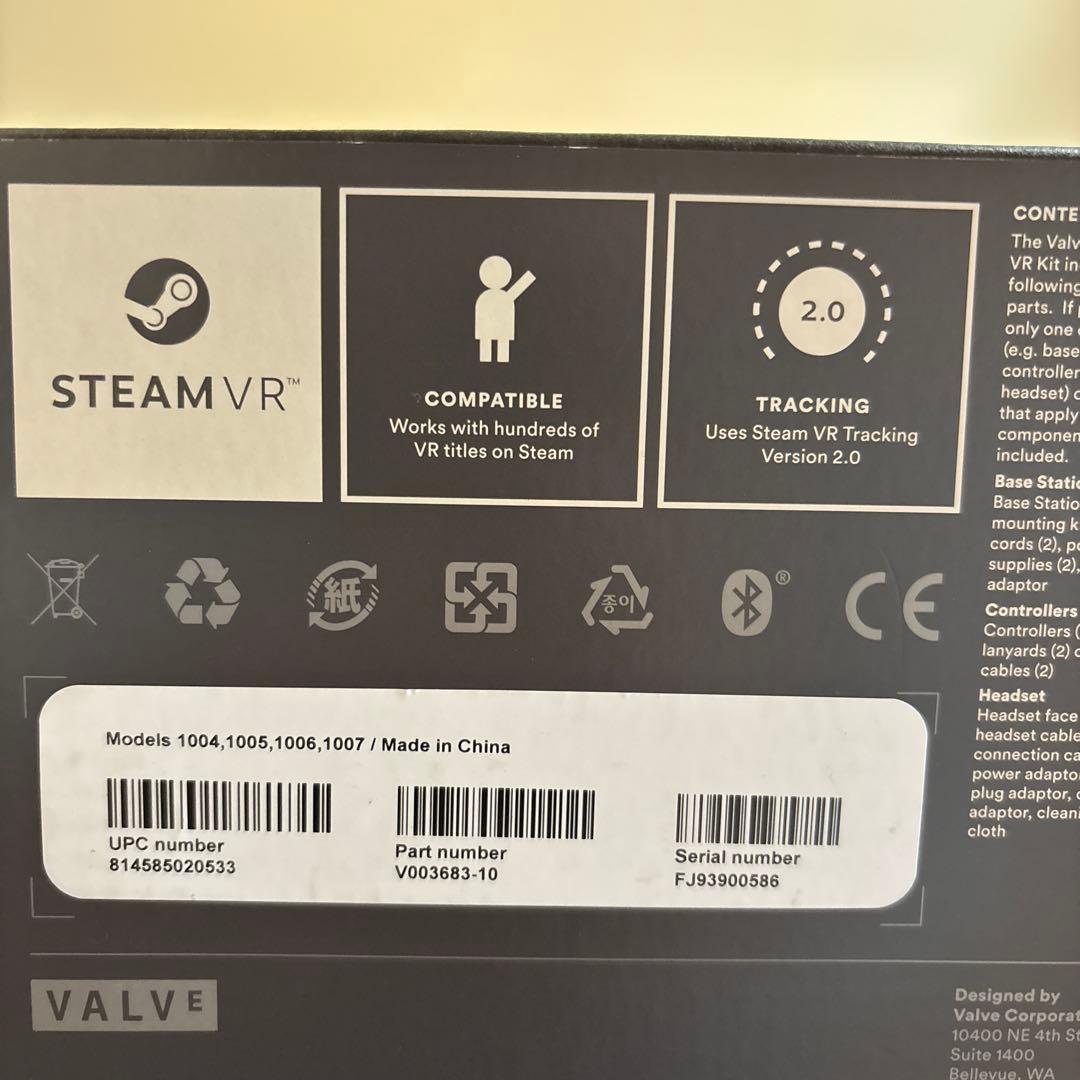 STEAMVR™
COMPATIBLE
Works with hundreds of
VR titles on Steam
2.0
TRACKING
Uses Steam VR Tracking
Version 2.0
紙
종이
®
CE
Models 1004,1005,1006,1007 / Made in China
UPC number
814585020533
Part number
V003683-10
Serial number
FJ93900586
VALVE
CONTE
The Valv
VR Kit in
following
parts. If
only one
(e.g. base
controller
headset)
that apply
componen
included.
Base Statio
Base Statio
mounting k
cords (2), po
supplies (2),
adaptor
Controllers
Controllers (
lanyards (2)
cables (2)
Headset
Headset face
headset cable
connection ca
power adapto
plug adaptor,
adaptor, cleani
cloth
Designed by
Valve Corporat
10400 NE 4th St
Suite 1400
Bellevue, WA